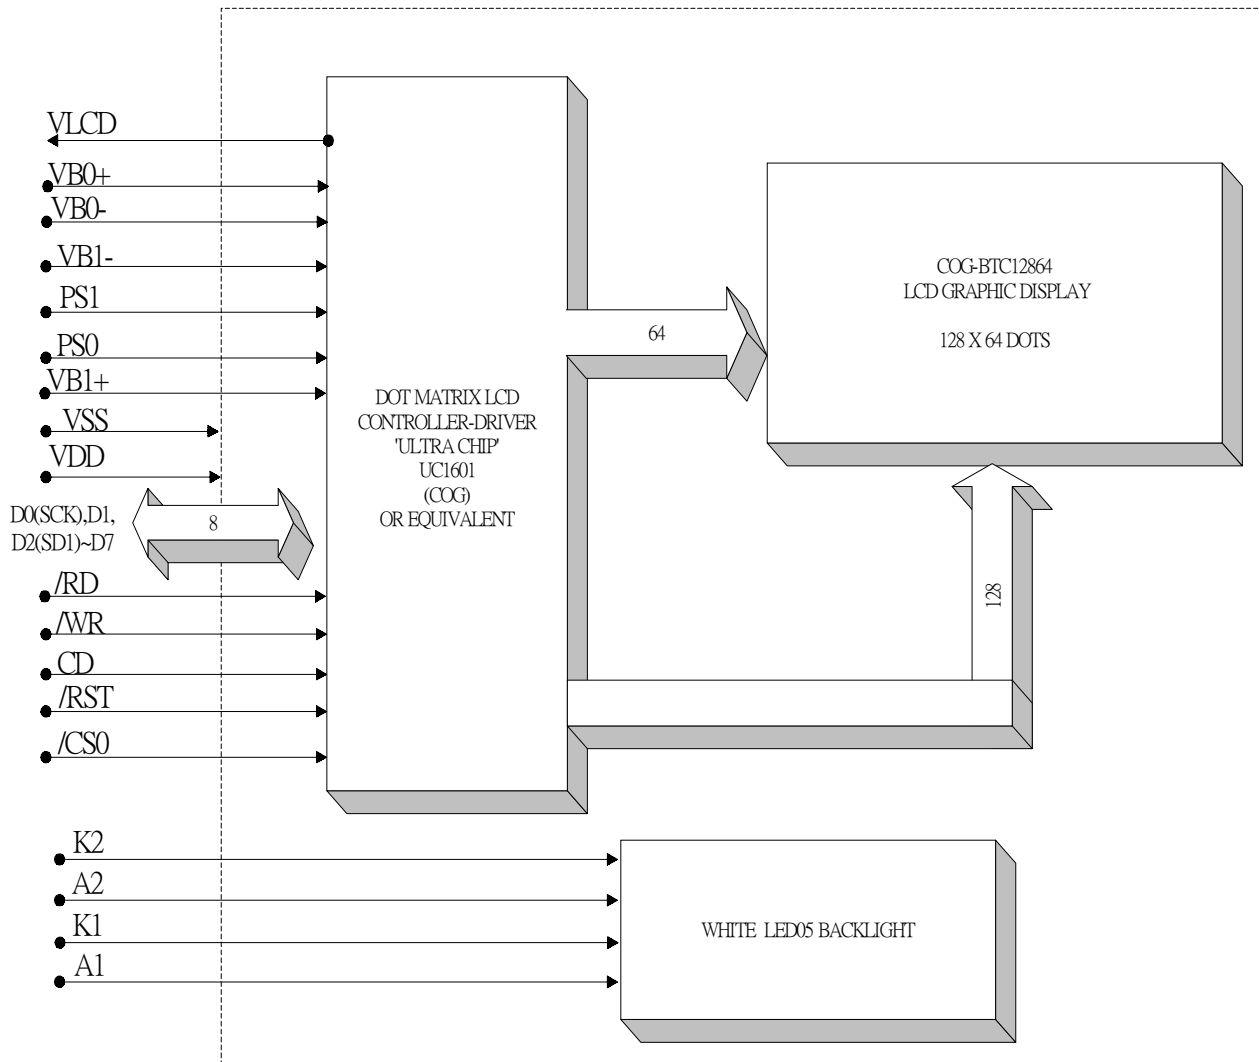 VLCD
VB0+
VB0-
VB1-
PS1
PS0
VB1+
VSS
VDD
D0(SCK),D1,
D2(SD1)~D7
8
/RD
/WR
CD
/RST
/CS0
DOT MATRIX LCD
CONTROLLER-DRIVER
'ULTRA CHIP'
UC1601
(COG)
OR EQUIVALENT
64
COG-BTC12864
LCD GRAPHIC DISPLAY
128 X 64 DOTS
128
K2
A2
K1
A1
WHITE LED05 BACKLIGHT